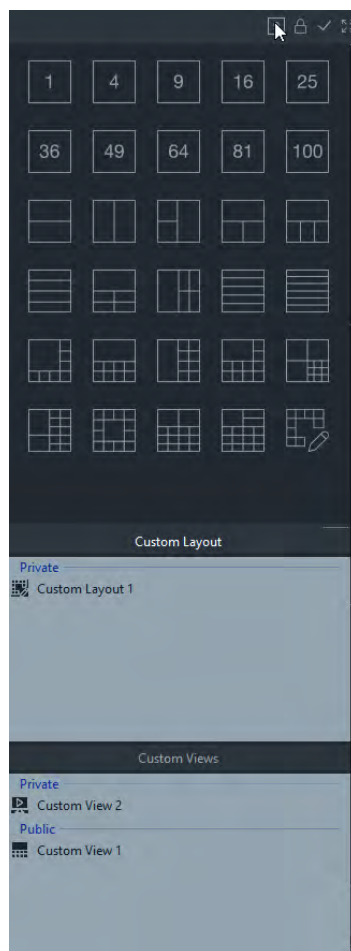 1 4 9 16 25
36 49 64 81 100
Custom Layout
Private
Custom Layout 1
Custom Views
Private
Custom View 2
Public
Custom View 1